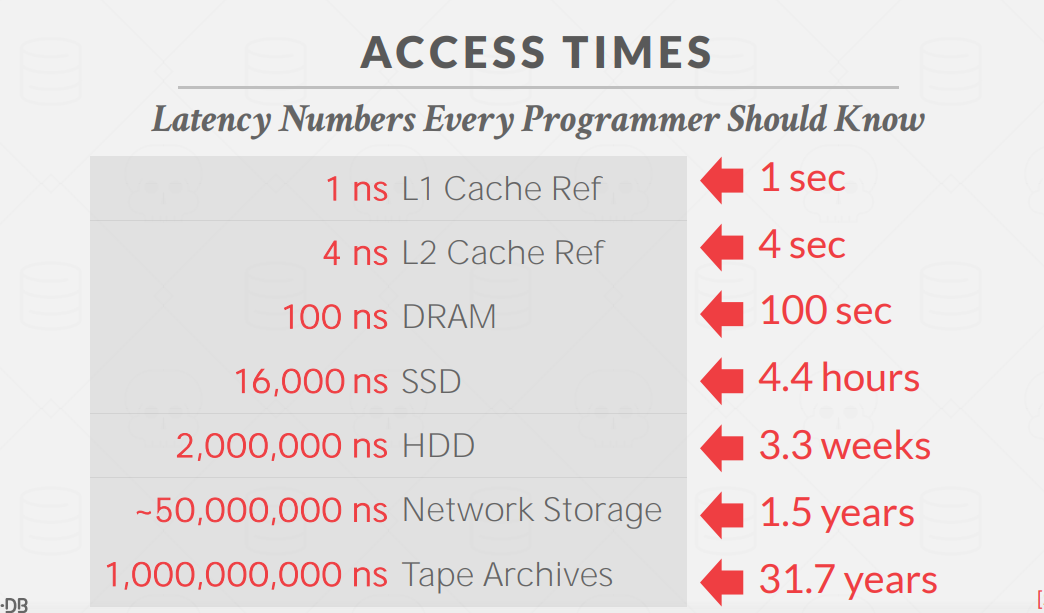 ACCESS TIMES
Latency Numbers Every Programmer Should Know
1 ns L1 Cache Ref 1 sec
4 ns L2 Cache Ref 4 sec
100 ns DRAM 100 sec
16,000 ns SSD 4.4 hours
2,000,000 ns HDD 3.3 weeks
~50,000,000 ns Network Storage 1.5 years
1,000,000,000 ns Tape Archives 31.7 years
·DB